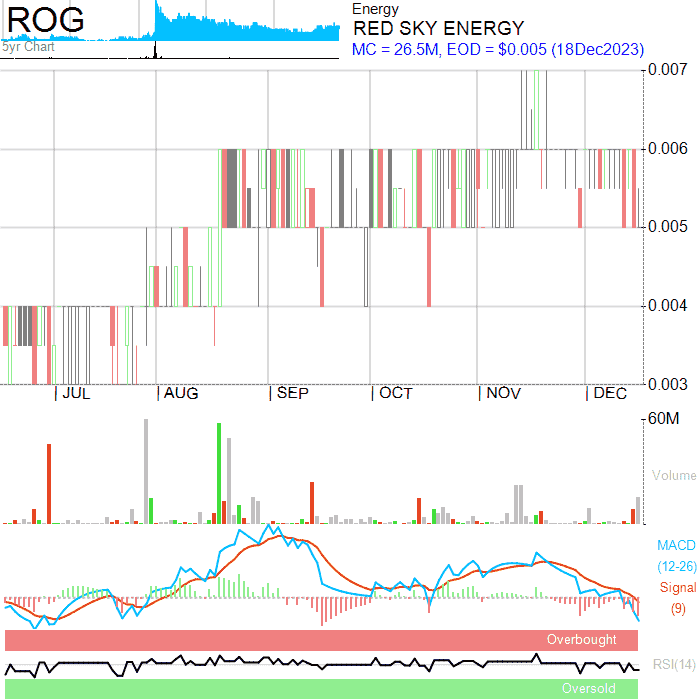 ROG
5yr Chart
Energy
RED SKY ENERGY
MC = 26.5M, EOD = $0.005 (18Dec2023)
0.007
0.006
0.005
0.004
0.003
JUL
AUG
SEP
OCT
NOV
DEC
60M
Volume
MACD
(12-26)
Signal
(9)
Overbought
RSI(14)
Oversold